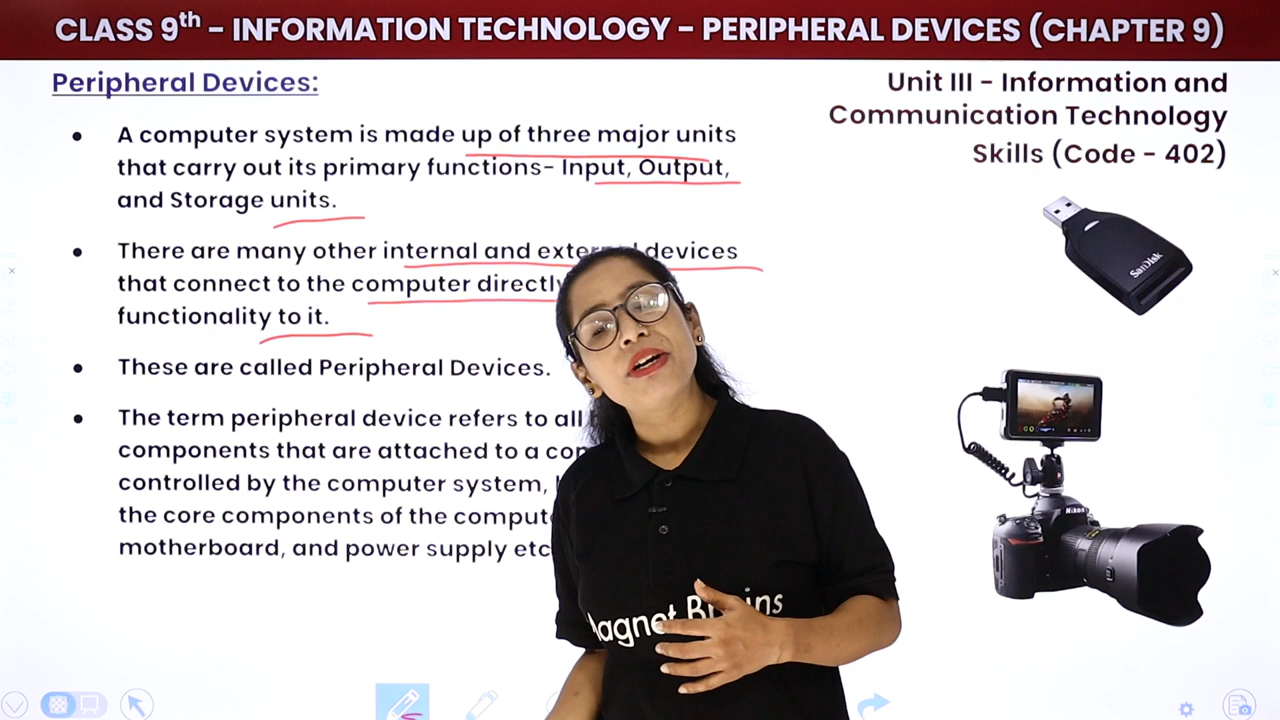 CLASS 9th – INFORMATION TECHNOLOGY – PERIPHERAL DEVICES (CHAPTER 9)
Peripheral Devices:
Unit III – Information and
Communication Technology
Skills (Code – 402)
• A computer system is made up of three major units
that carry out its primary functions– Input, Output,
and Storage units.
• There are many other internal and external devices
that connect to the computer directly
functionality to it.
• These are called Peripheral Devices.
• The term peripheral device refers to all
components that are attached to a
controlled by the computer system,
the core components of the
motherboard, and power supply etc
SanDisk
Nikon
Magnet Brains